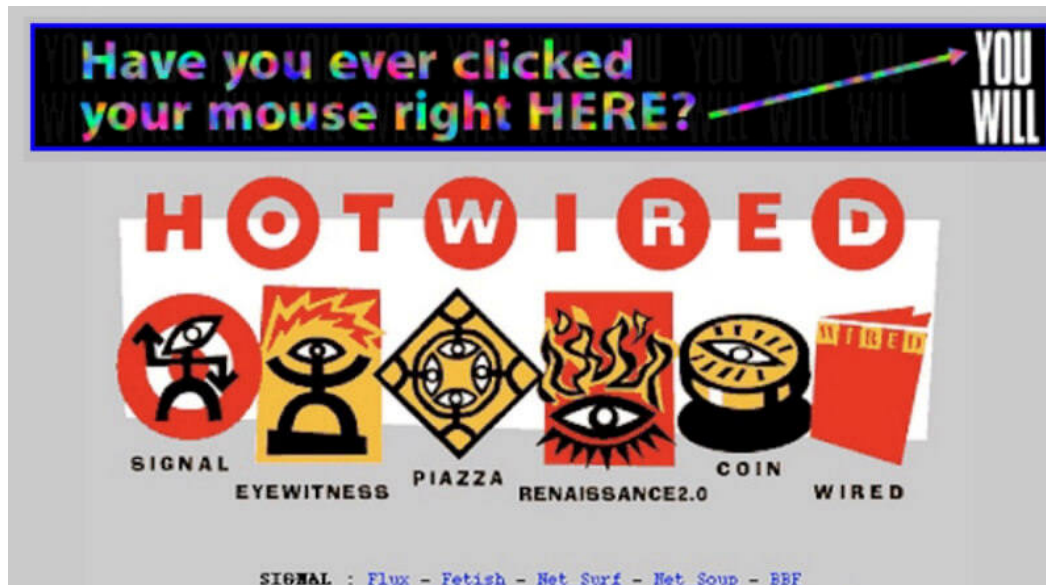 Have you ever clicked
your mouse right HERE?
YOU
WILL
HOTWIRED
WIRED
SIGNAL
EYEWITNESS
PIAZZA
RENAISSANCE2.0
COIN
WIRED
SIGNAL : Flux - Fetish - Net Surf - Net Soup - BBF